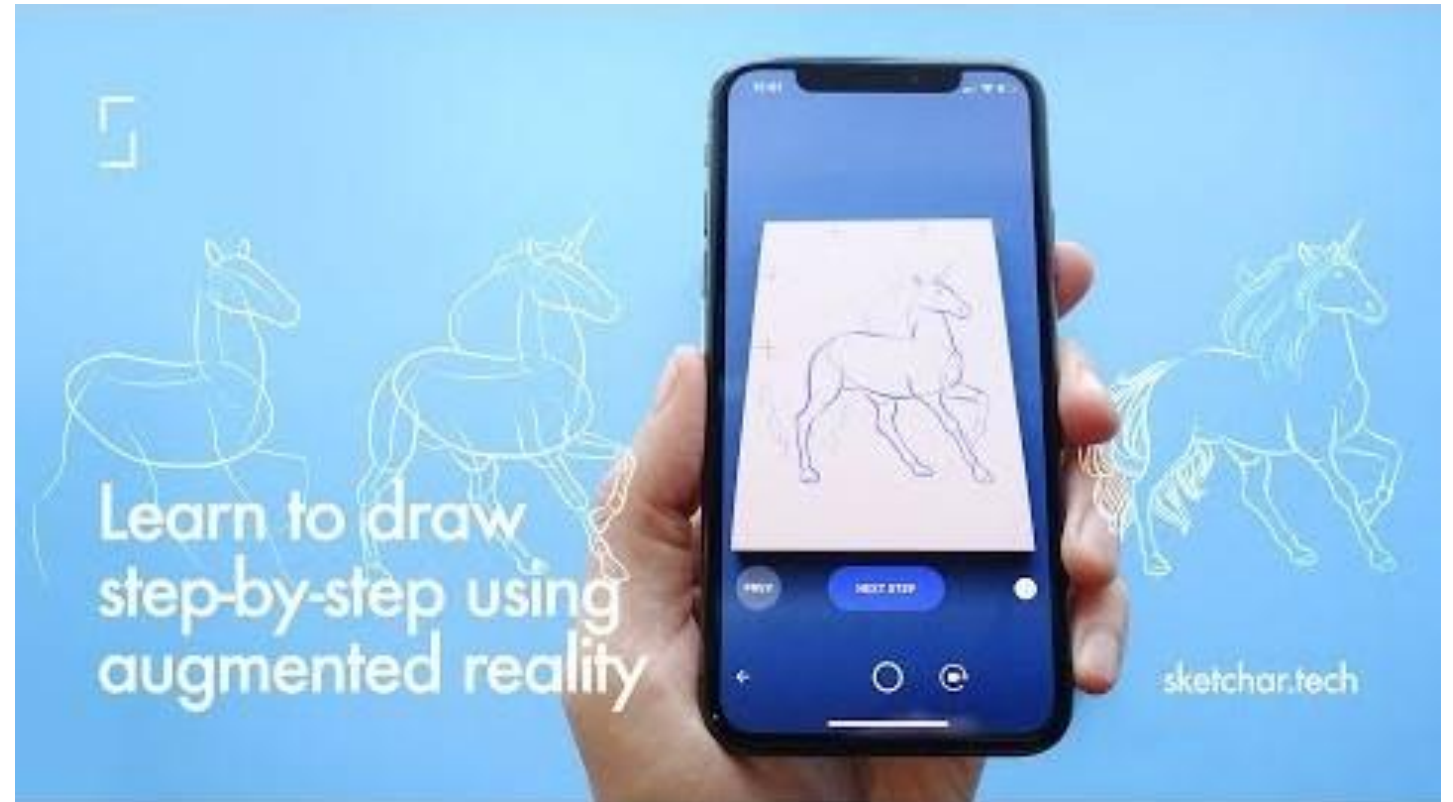 Learn to draw
step-by-step using
augmented reality
PREV
NEXT STEP
sketchar.tech